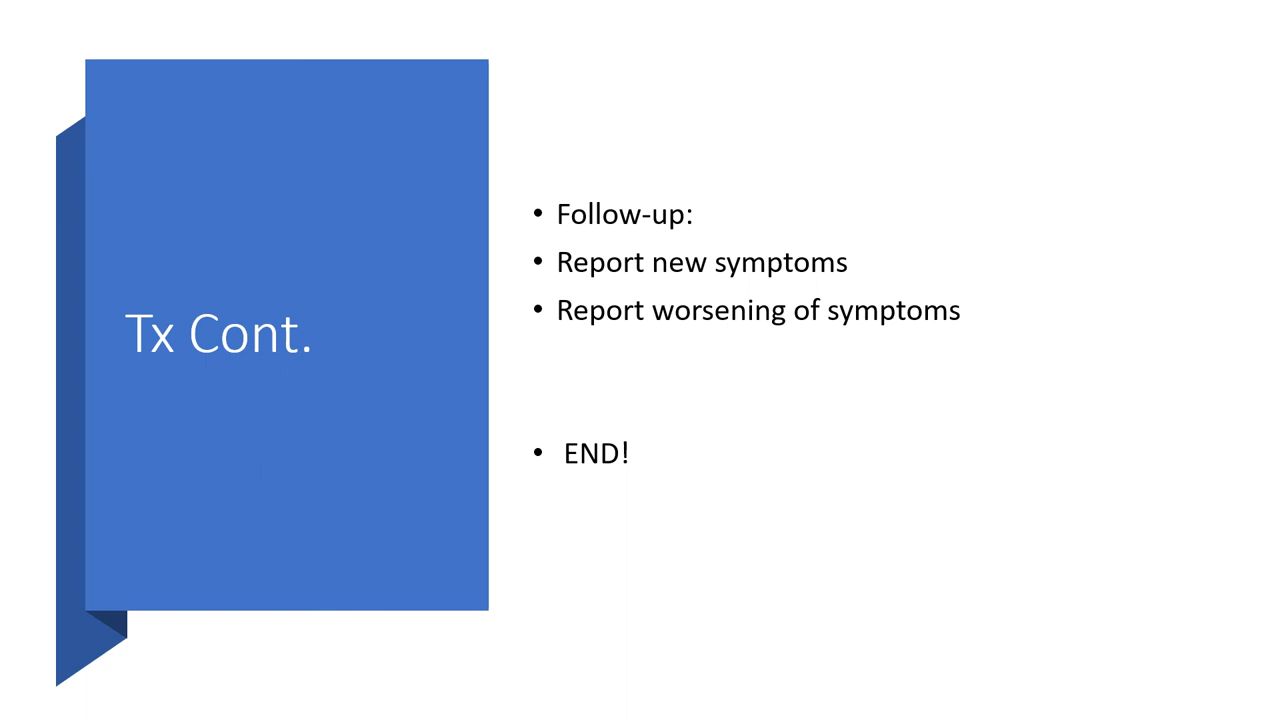 Tx Cont.
• Follow-up:
• Report new symptoms
• Report worsening of symptoms
• END!